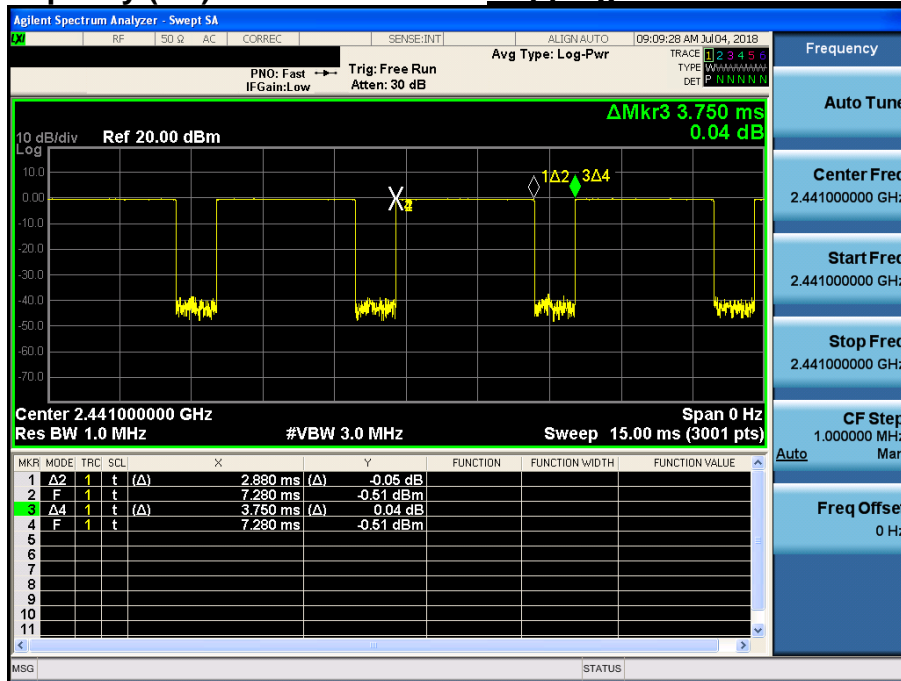 Agilent Spectrum Analyzer - Swept SA
LXI RF 50 Ω AC CORREC SENSE:INT ALIGN AUTO 09:09:28 AM Jul 04, 2018
Frequency
Avg Type: Log-Pwr TRACE 1 2 3 4 5 6
PNO: Fast Trig: Free Run TYPE WWWWWW
IFGain:Low Atten: 30 dB DET P N N N N N
Auto Tune
ΔMkr3 3.750 ms
10 dB/div Ref 20.00 dBm 0.04 dB
Log
10.0
0.00
-10.0
-20.0
-30.0
-40.0
-50.0
-60.0
-70.0
1Δ2 3Δ4
Center Freq
2.441000000 GHz
Start Freq
2.441000000 GHz
Stop Freq
2.441000000 GHz
Center 2.441000000 GHz Span 0 Hz
Res BW 1.0 MHz #VBW 3.0 MHz Sweep 15.00 ms (3001 pts)
CF Step
1.000000 MHz
Auto Man
MKR MODE TRC SCL X Y FUNCTION FUNCTION WIDTH FUNCTION VALUE
1 Δ2 1 t (Δ) 2.880 ms (Δ) -0.05 dB
2 F 1 t 7.280 ms -0.51 dBm
3 Δ4 1 t (Δ) 3.750 ms (Δ) 0.04 dB
4 F 1 t 7.280 ms -0.51 dBm
5
6
7
8
9
10
11
Freq Offset
0 Hz
MSG STATUS